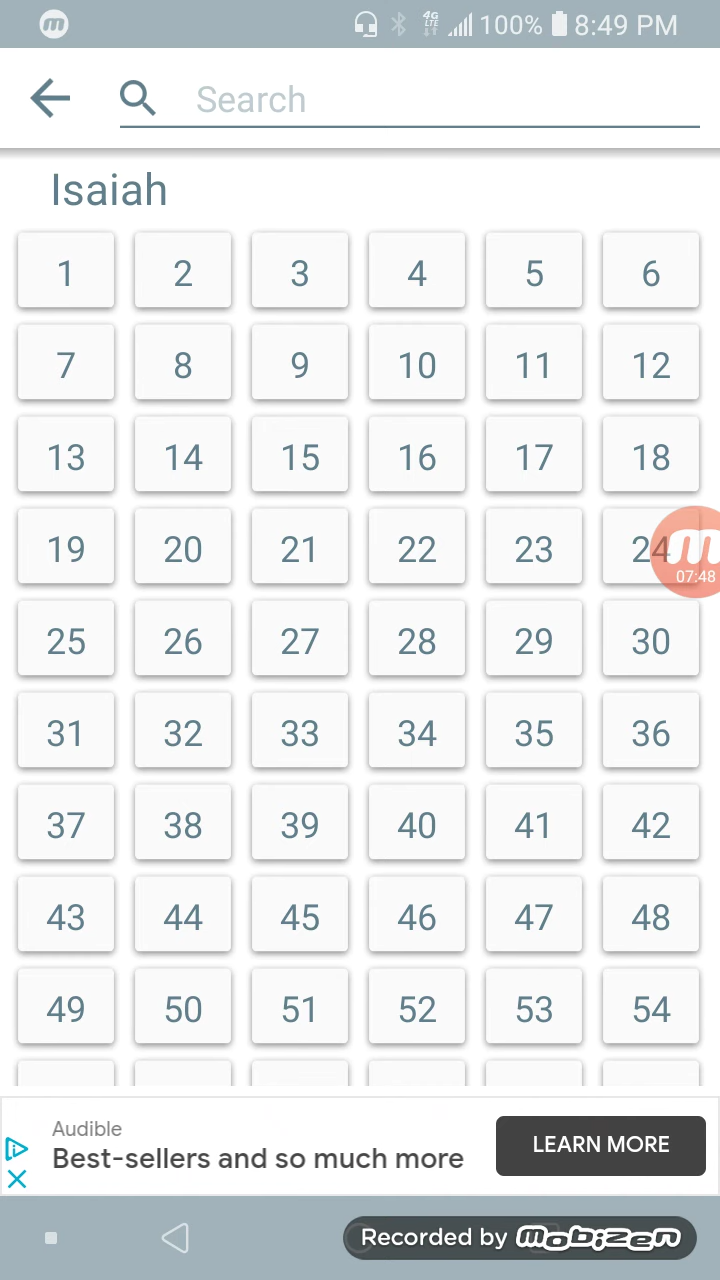 4G
LTE
100%
8:49 PM
Search
Isaiah
1 2 3 4 5 6
7 8 9 10 11 12
13 14 15 16 17 18
19 20 21 22 23 24
07:48
25 26 27 28 29 30
31 32 33 34 35 36
37 38 39 40 41 42
43 44 45 46 47 48
49 50 51 52 53 54
Audible
Best-sellers and so much more
LEARN MORE
Recorded by mobizen